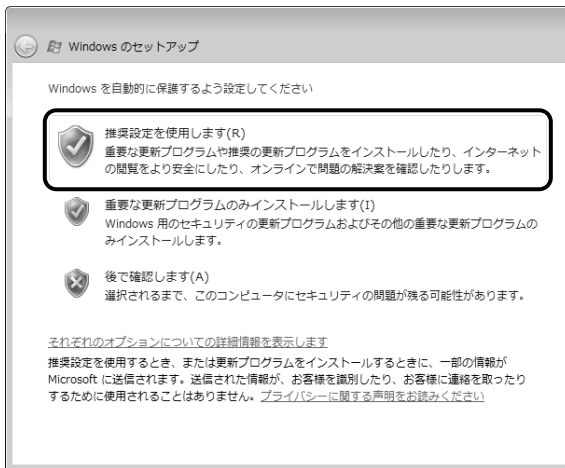 Windows のセットアップ
Windows を自動的に保護するよう設定してください
推奨設定を使用します(R)
重要な更新プログラムや推奨の更新プログラムをインストールしたり、インターネット
の閲覧をより安全にしたり、オンラインで問題の解決案を確認したりします。
重要な更新プログラムのみインストールします(I)
Windows 用のセキュリティの更新プログラムおよびその他の重要な更新プログラムの
みインストールします。
後で確認します(A)
選択されるまで、このコンピュータにセキュリティの問題が残る可能性があります。
それぞれのオプションについての詳細情報を表示します
推奨設定を使用するとき、または更新プログラムをインストールするときに、一部の情報が
Microsoft に送信されます。送信された情報が、お客様を識別したり、お客様に連絡を取ったり
するために使用されることはありません。プライバシーに関する声明をお読みください